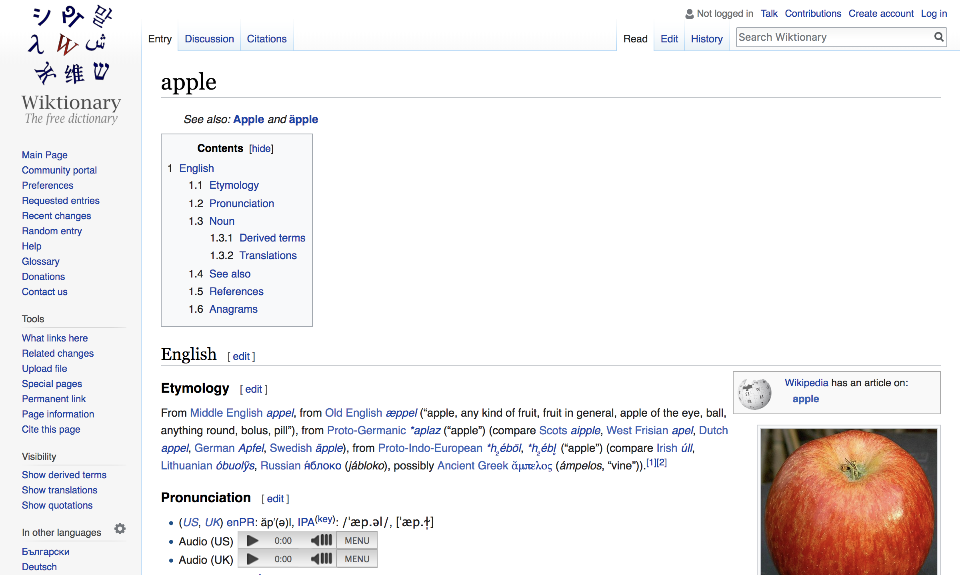 Not logged in Talk Contributions Create account Log in
Entry Discussion Citations Read Edit History Search Wiktionary
シ 말
λ W ش
维 ש
Wiktionary
The free dictionary
Main Page
Community portal
Preferences
Requested entries
Recent changes
Random entry
Help
Glossary
Donations
Contact us
Tools
What links here
Related changes
Upload file
Special pages
Permanent link
Page information
Cite this page
Visibility
Show derived terms
Show translations
Show quotations
In other languages
Български
Deutsch
apple
See also: Apple and äpple
Contents [hide]
1 English
1.1 Etymology
1.2 Pronunciation
1.3 Noun
1.3.1 Derived terms
1.3.2 Translations
1.4 See also
1.5 References
1.6 Anagrams
English [ edit ]
Etymology [ edit ]
From Middle English appel, from Old English æppel (“apple, any kind of fruit, fruit in general, apple of the eye, ball,
anything round, bolus, pill”), from Proto-Germanic *aplaz (“apple”) (compare Scots aipple, West Frisian apel, Dutch
appel, German Apfel, Swedish äpple), from Proto-Indo-European *h₂ébōl, *h₂ébl̥ (“apple”) (compare Irish úll,
Lithuanian óbuolỹs, Russian я́блоко (jábloko), possibly Ancient Greek ἄμπελος (ámpelos, “vine”)).[1][2]
Wikipedia has an article on:
apple
Pronunciation [ edit ]
• (US, UK) enPR: ăp'(ə)l, IPA(key): /ˈæp.əl/, [ˈæp.ɫ̩]
• Audio (US) 0:00 MENU
• Audio (UK) 0:00 MENU